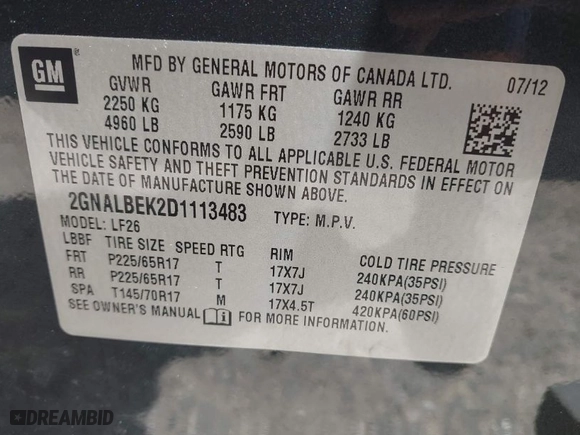 GM
MFD BY GENERAL MOTORS OF CANADA LTD. 07/12
GVWR GAWR FRT GAWR RR
2250 KG 1175 KG 1240 KG
4960 LB 2590 LB 2733 LB
THIS VEHICLE CONFORMS TO ALL APPLICABLE U.S. FEDERAL MOTOR
VEHICLE SAFETY AND THEFT PREVENTION STANDARDS IN EFFECT ON
THE DATE OF MANUFACTURE SHOWN ABOVE.
2GNALBEK2D1113483 TYPE: M.P.V.
MODEL: LF26
LBBF TIRE SIZE SPEED RTG RIM COLD TIRE PRESSURE
FRT P225/65R17 T 17X7J 240KPA(35PSI)
RR P225/65R17 T 17X7J 240KPA(35PSI)
SPA T145/70R17 M 17X4.5T 420KPA(60PSI)
SEE OWNER'S MANUAL FOR MORE INFORMATION.
DREAMBID